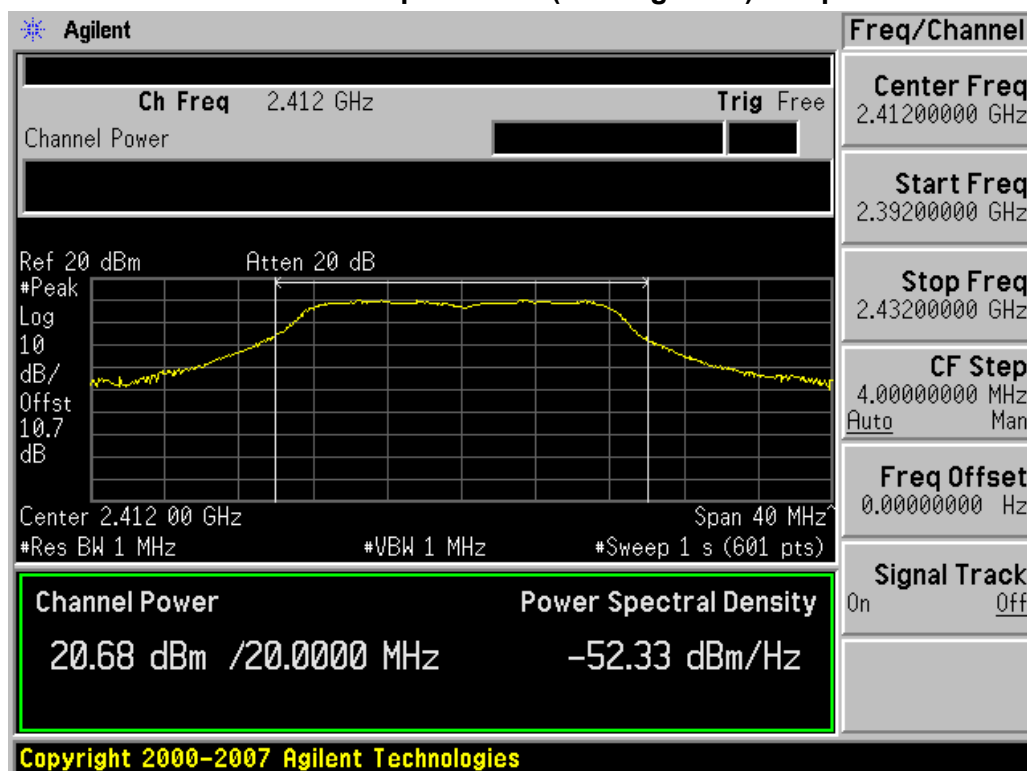 Agilent
Freq/Channel
Ch Freq 2.412 GHz Trig Free
Channel Power
Center Freq
2.41200000 GHz
Start Freq
2.39200000 GHz
Stop Freq
2.43200000 GHz
CF Step
4.00000000 MHz
Auto Man
Freq Offset
0.00000000 Hz
Signal Track
On Off
Ref 20 dBm Atten 20 dB
#Peak
Log
10
dB/
Offst
10.7
dB
Center 2.412 00 GHz Span 40 MHz^
#Res BW 1 MHz #VBW 1 MHz #Sweep 1 s (601 pts)
Channel Power Power Spectral Density
20.68 dBm /20.0000 MHz -52.33 dBm/Hz
Copyright 2000-2007 Agilent Technologies